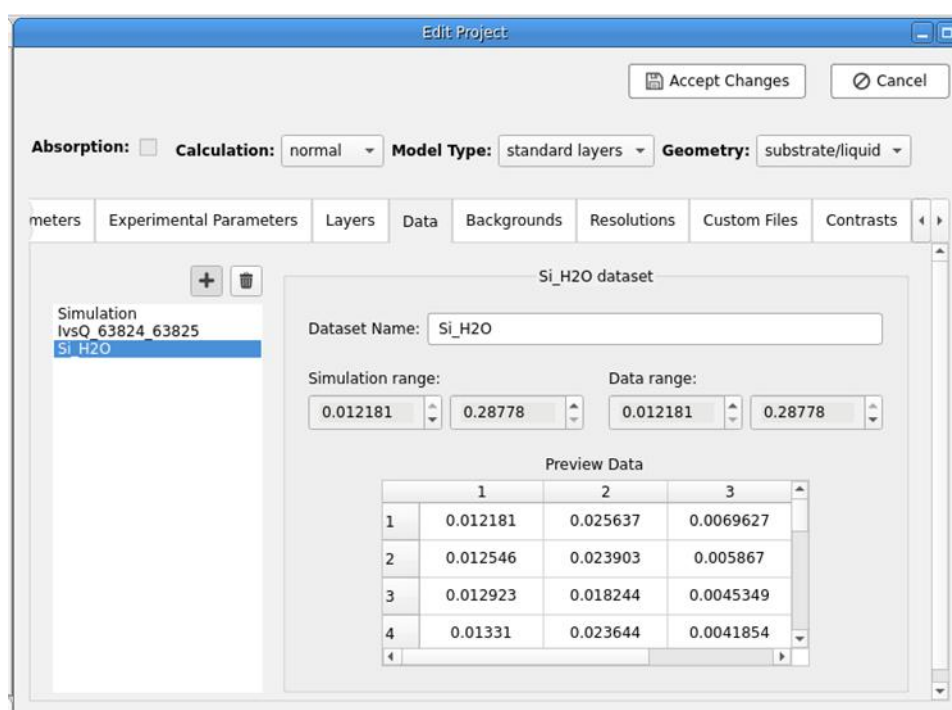 Edit Project
Accept Changes
Cancel
Absorption: Calculation: normal Model Type: standard layers Geometry: substrate/liquid
meters Experimental Parameters Layers Data Backgrounds Resolutions Custom Files Contrasts
Simulation
IvsQ_63824_63825
Si_H2O
Si_H2O dataset
Dataset Name: Si_H2O
Simulation range: Data range:
0.012181 0.28778 0.012181 0.28778
Preview Data
1 2 3
1 0.012181 0.025637 0.0069627
2 0.012546 0.023903 0.005867
3 0.012923 0.018244 0.0045349
4 0.01331 0.023644 0.0041854